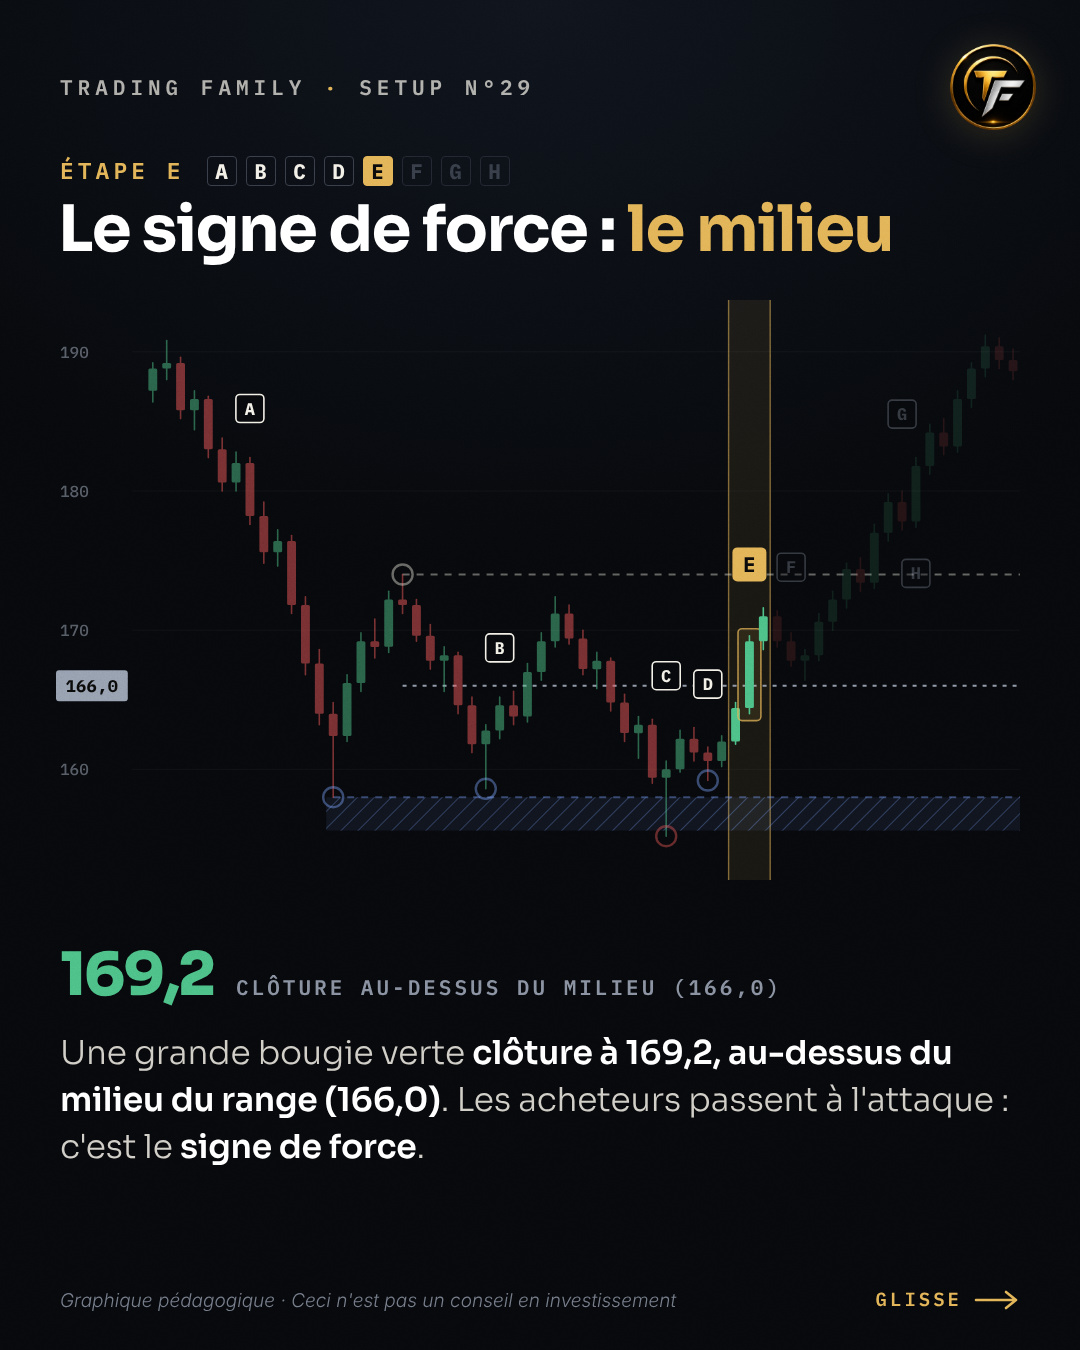 TRADING FAMILY · SETUP N°29
TF
ÉTAPE E A B C D E F G H
Le signe de force : le milieu
190
A
180
G
E
F
H
170
B
C
D
166,0
160
169,2 CLÔTURE AU-DESSUS DU MILIEU (166,0)
Une grande bougie verte clôture à 169,2, au-dessus du
milieu du range (166,0). Les acheteurs passent à l'attaque :
c'est le signe de force.
Graphique pédagogique · Ceci n'est pas un conseil en investissement
GLISSE →